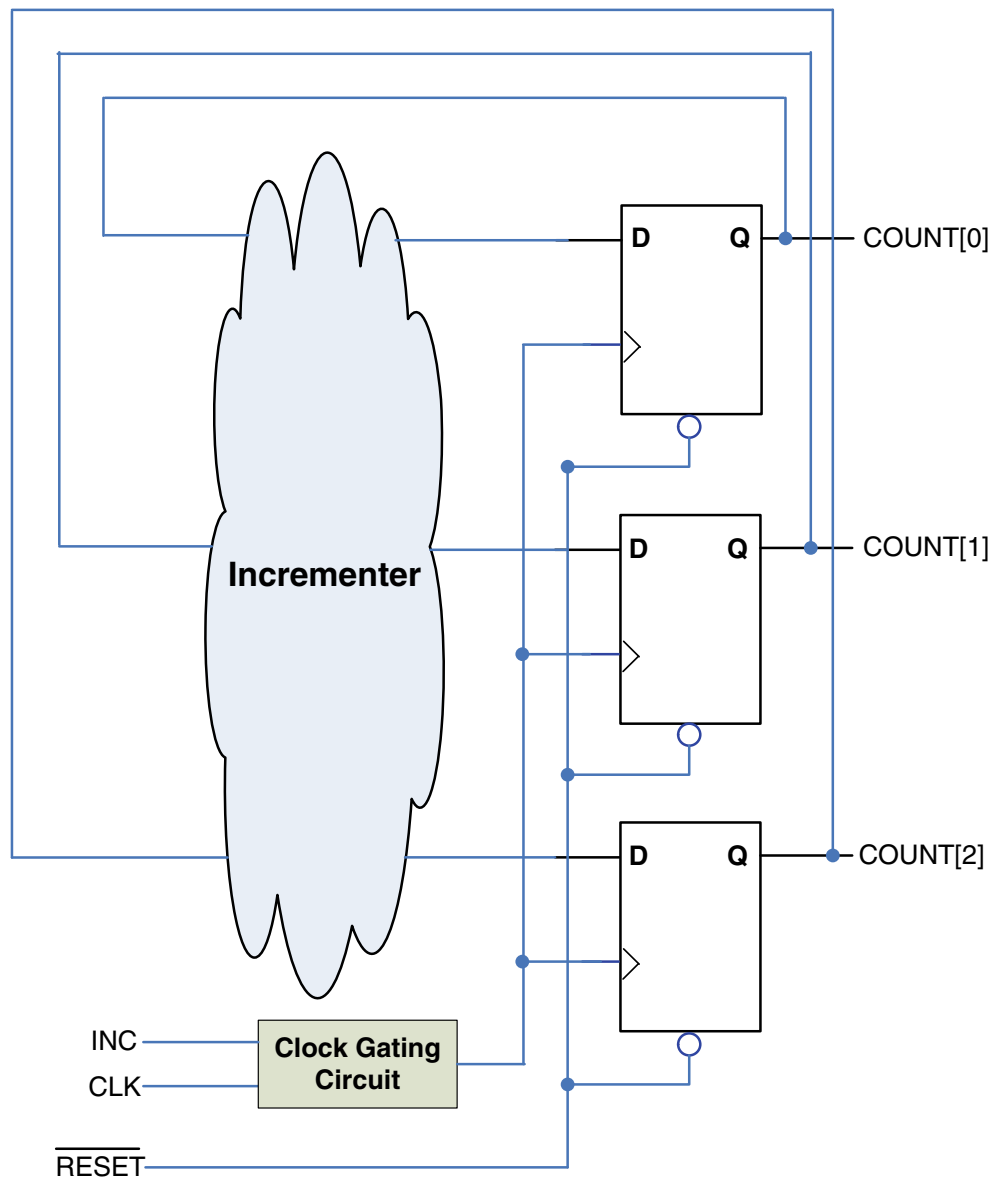 D Q COUNT[0]
D Q COUNT[1]
Incrementer
D Q COUNT[2]
INC
Clock Gating
Circuit
CLK
RESET